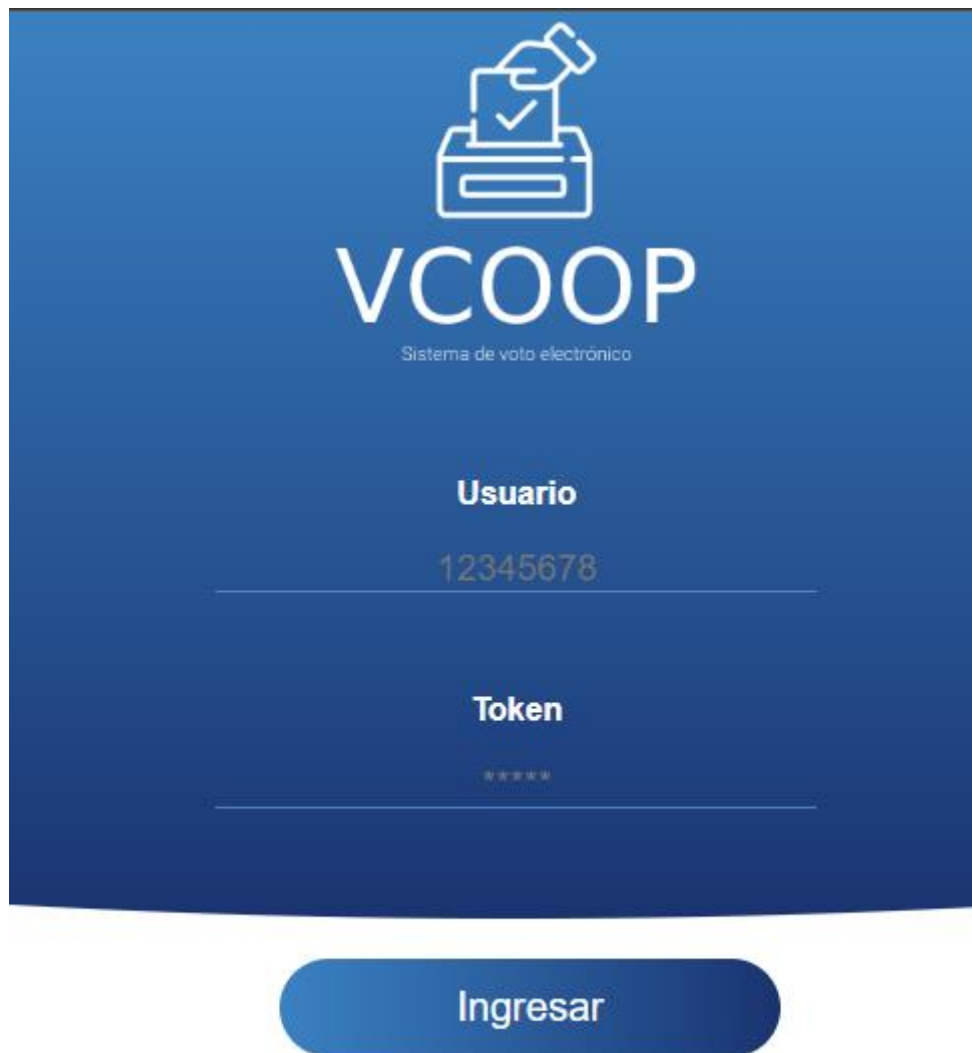 VCOOP
Sistema de voto electrónico
Usuario
12345678
Token
*****
Ingresar